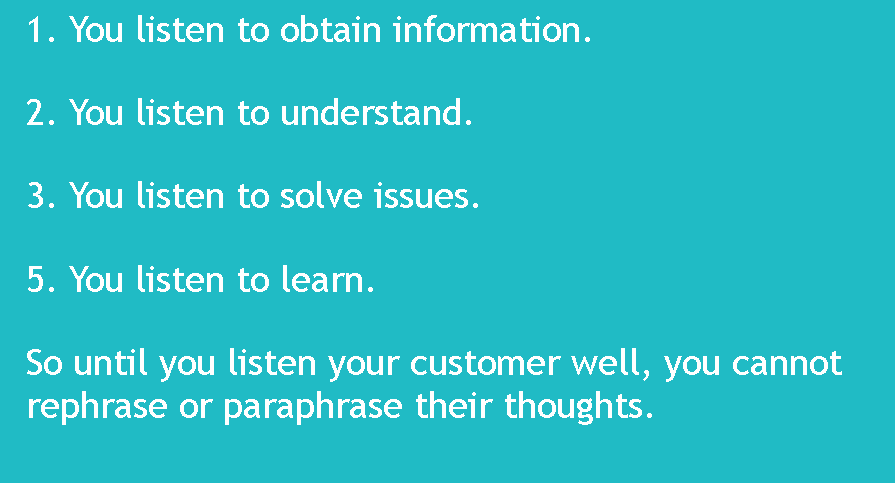 1. You listen to obtain information.
2. You listen to understand.
3. You listen to solve issues.
5. You listen to learn.
So until you listen your customer well, you cannot
rephrase or paraphrase their thoughts.